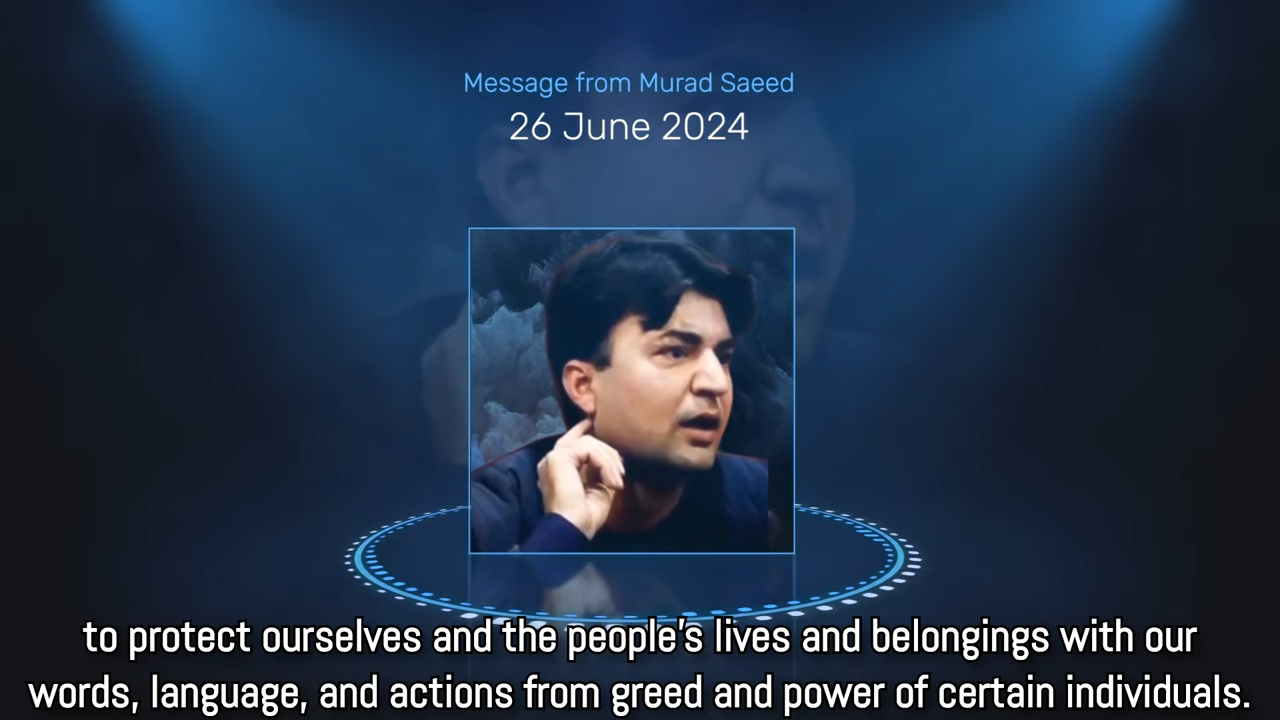 Message from Murad Saeed
26 June 2024
to protect ourselves and the people's lives and belongings with our
words, language, and actions from greed and power of certain individuals.